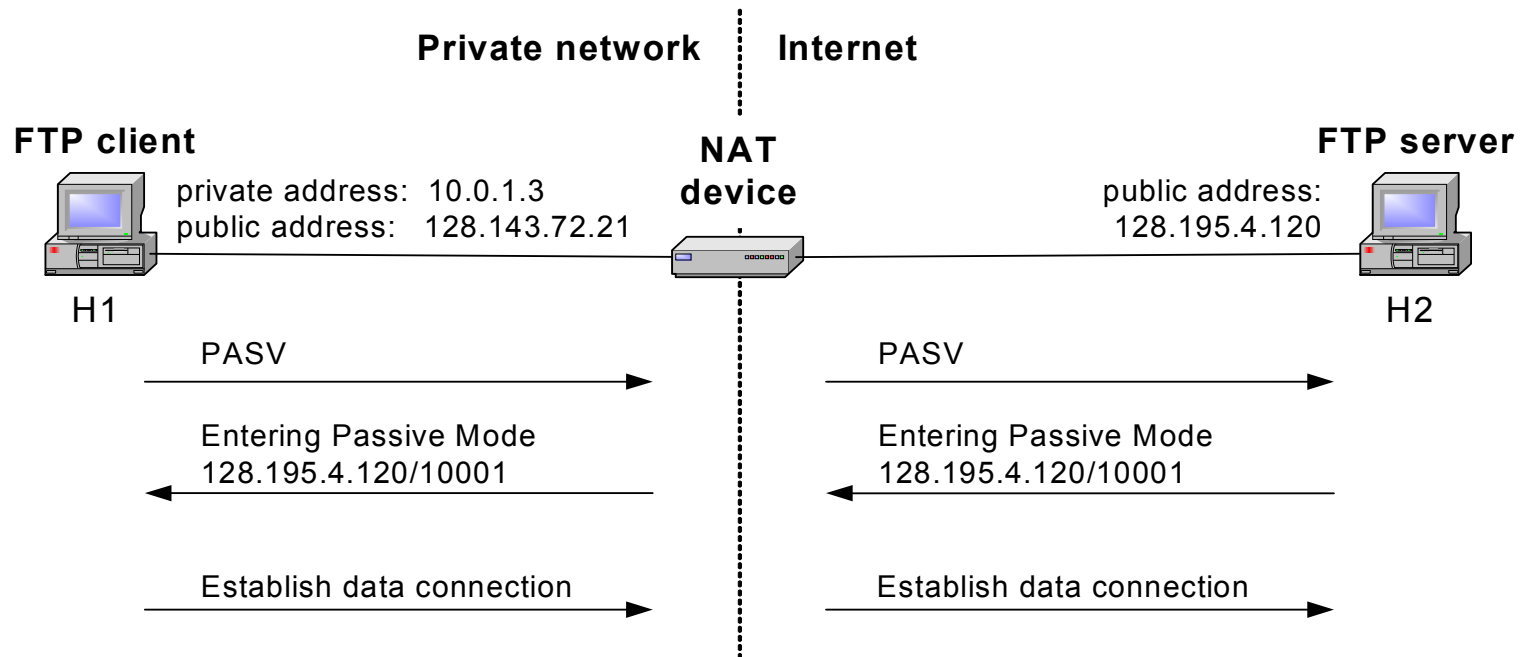 Private network
Internet
FTP client
NAT
device
FTP server
private address: 10.0.1.3
public address: 128.143.72.21
public address:
128.195.4.120
H1
H2
PASV
PASV
Entering Passive Mode
128.195.4.120/10001
Entering Passive Mode
128.195.4.120/10001
Establish data connection
Establish data connection